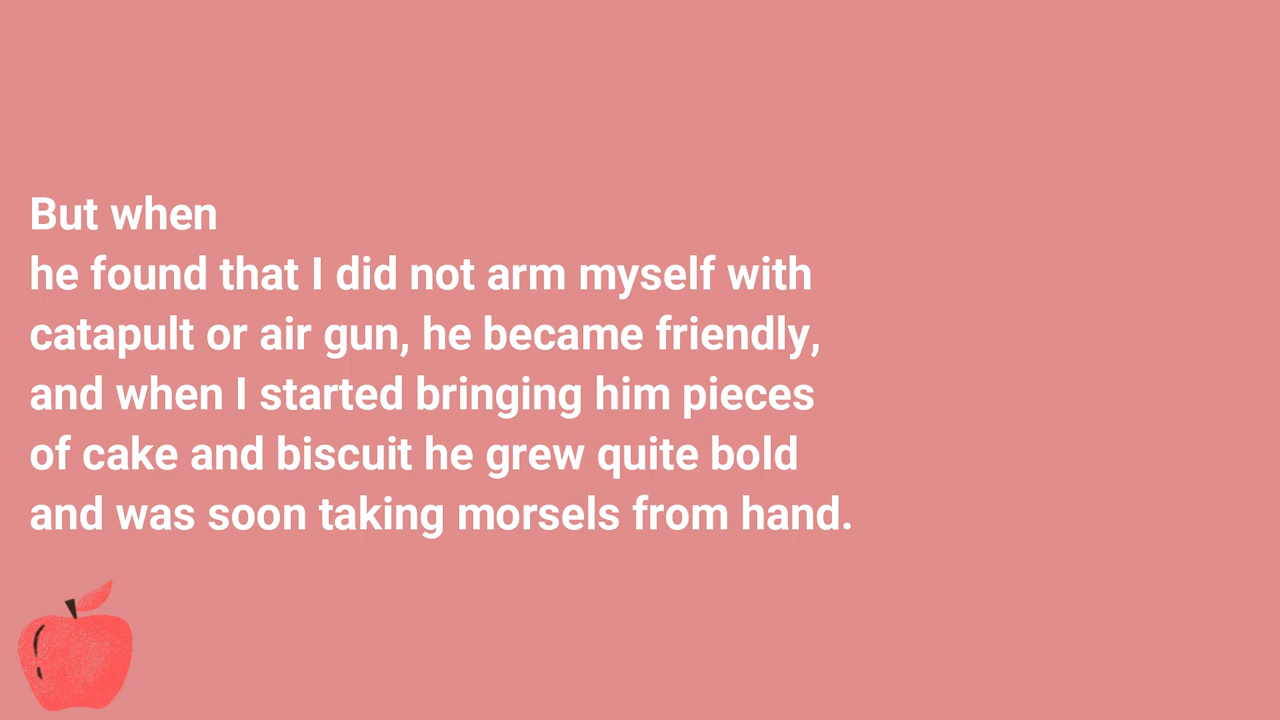 But when
he found that I did not arm myself with
catapult or air gun, he became friendly,
and when I started bringing him pieces
of cake and biscuit he grew quite bold
and was soon taking morsels from hand.